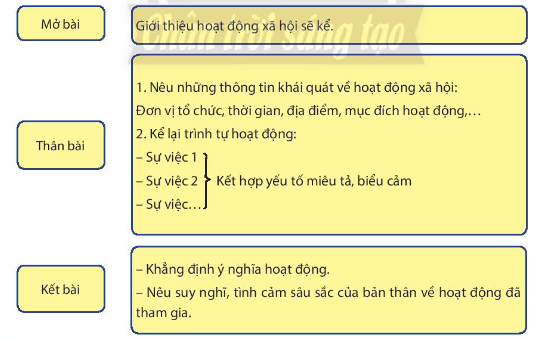 Chân trời sáng tạo
Mở bài
Giới thiệu hoạt động xã hội sẽ kể.
Thân bài
1. Nêu những thông tin khái quát về hoạt động xã hội:
Đơn vị tổ chức, thời gian, địa điểm, mục đích hoạt động,...
2. Kể lại trình tự hoạt động:
– Sự việc 1
– Sự việc 2 Kết hợp yếu tố miêu tả, biểu cảm
– Sự việc...
Kết bài
– Khẳng định ý nghĩa hoạt động.
– Nêu suy nghĩ, tình cảm sâu sắc của bản thân về hoạt động đã
tham gia.